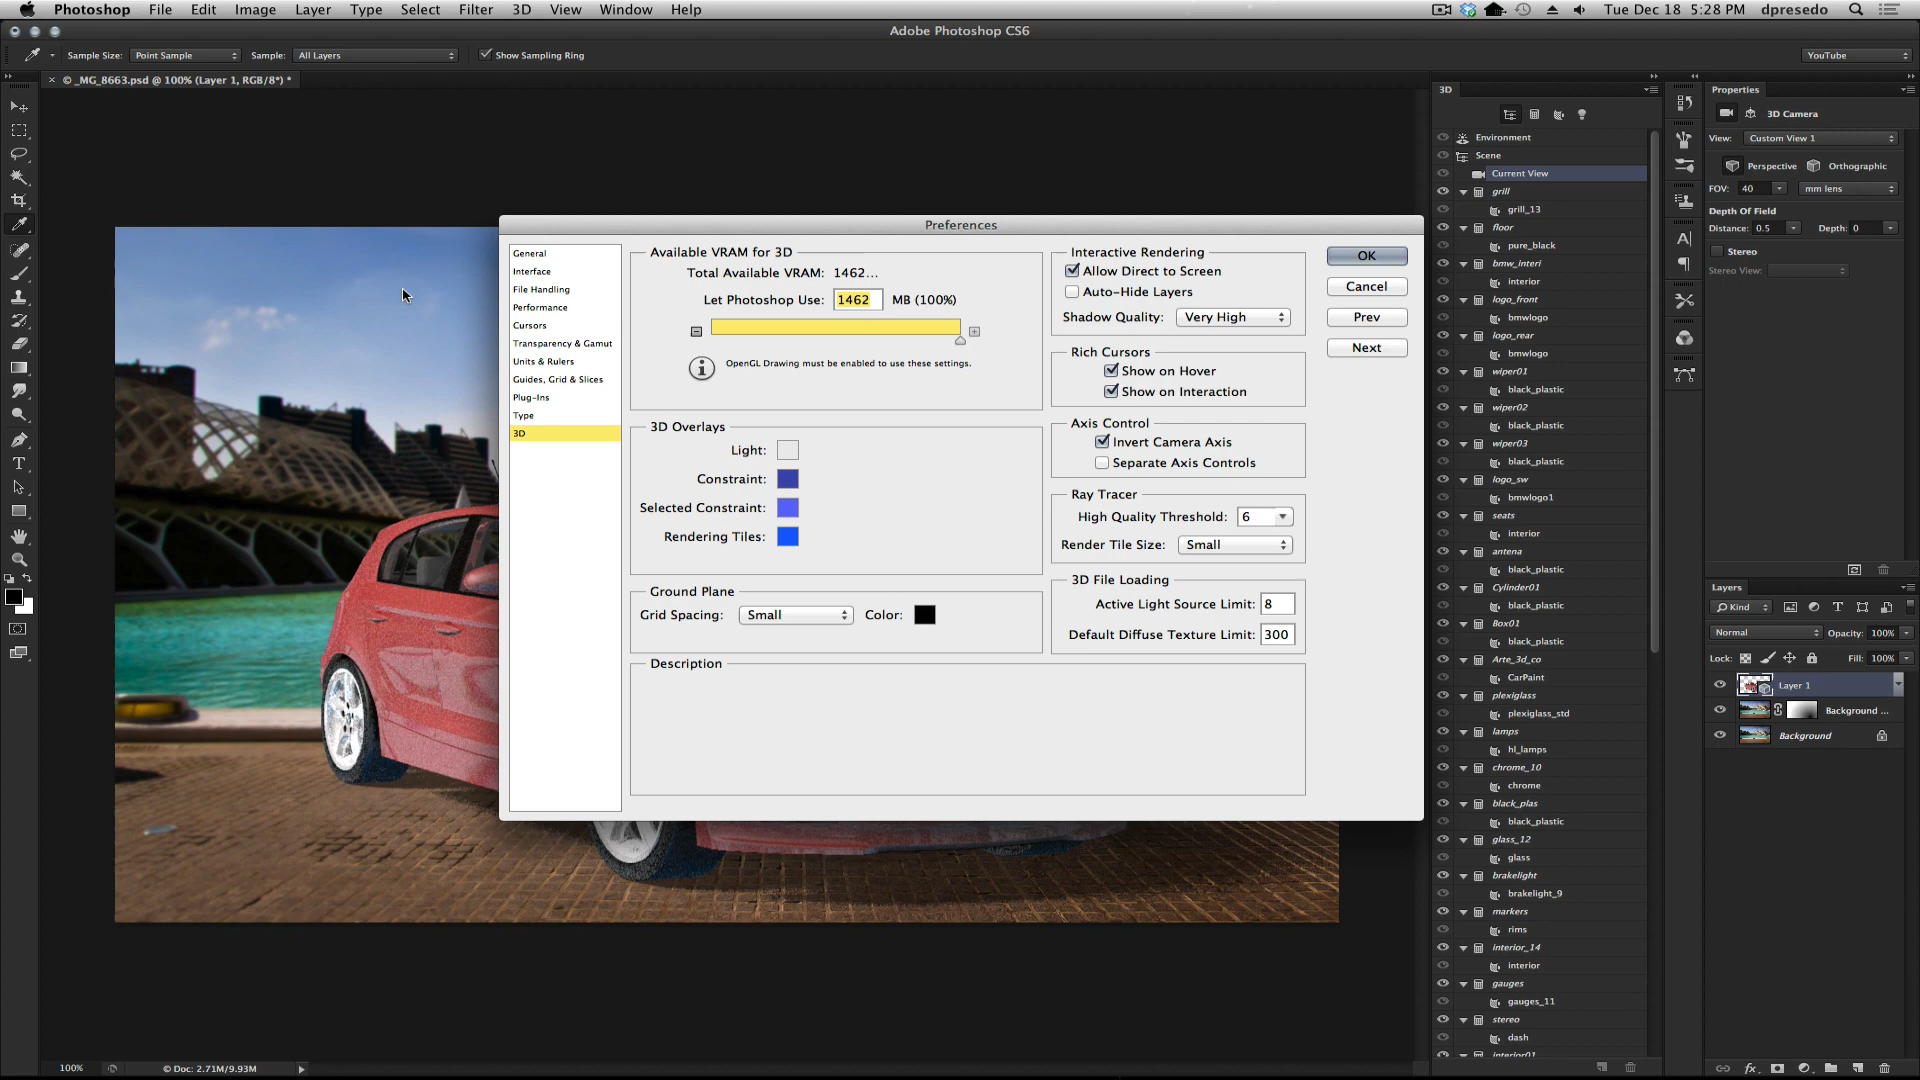 Photoshop File Edit Image Layer Type Select Filter 3D View Window Help Tue Dec 18 5:28 PM dpresedo
Adobe Photoshop CS6
Sample Size: Point Sample Sample: All Layers Show Sampling Ring YouTube
× © _MG_8663.psd @ 100% (Layer 1, RGB/8*) *
Preferences
General
Interface
File Handling
Performance
Cursors
Transparency & Gamut
Units & Rulers
Guides, Grid & Slices
Plug-Ins
Type
3D
Available VRAM for 3D
Total Available VRAM: 1462...
Let Photoshop Use: 1462 MB (100%)
OpenGL Drawing must be enabled to use these settings.
3D Overlays
Light:
Constraint:
Selected Constraint:
Rendering Tiles:
Ground Plane
Grid Spacing: Small Color:
Description
Interactive Rendering
Allow Direct to Screen
Auto-Hide Layers
Shadow Quality: Very High
Rich Cursors
Show on Hover
Show on Interaction
Axis Control
Invert Camera Axis
Separate Axis Controls
Ray Tracer
High Quality Threshold: 6
Render Tile Size: Small
3D File Loading
Active Light Source Limit: 8
Default Diffuse Texture Limit: 300
OK
Cancel
Prev
Next
3D
Environment
Scene
Current View
grill
grill_13
floor
pure_black
bmw_interi
interior
logo_front
bmwlogo
logo_rear
bmwlogo
wiper01
black_plastic
wiper02
black_plastic
wiper03
black_plastic
logo_sw
bmwlogo1
seats
interior
antena
black_plastic
Cylinder01
black_plastic
Box01
black_plastic
Arte_3d_co
CarPaint
plexiglass
plexiglass_std
lamps
hl_lamps
chrome_10
chrome
black_plas
black_plastic
glass_12
glass
brakelight
brakelight_9
markers
rims
interior_14
interior
gauges
gauges_11
stereo
dash
interior01
Properties
3D Camera
View: Custom View 1
Perspective Orthographic
FOV: 40 mm lens
Depth Of Field
Distance: 0.5 Depth: 0
Stereo
Stereo View:
Layers
Kind
Normal Opacity: 100%
Lock: Fill: 100%
Layer 1
Background ...
Background
100% © Doc: 2.71M/9.93M